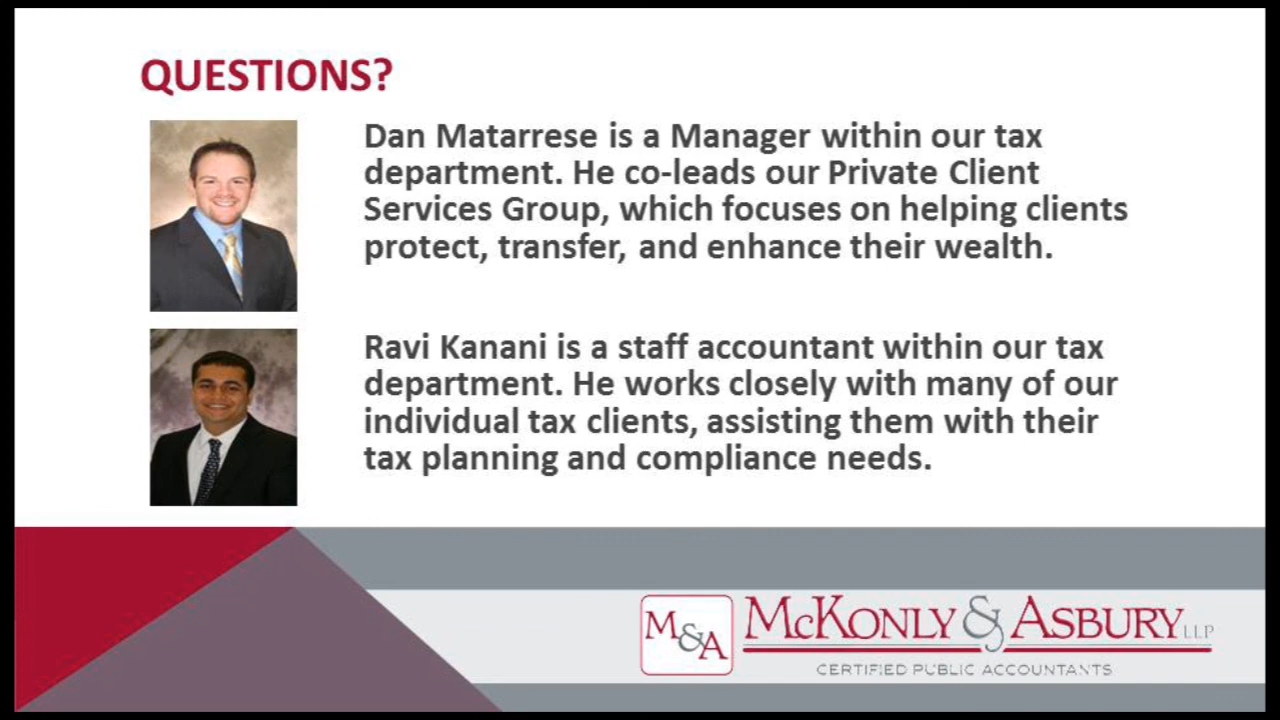 QUESTIONS?
Dan Matarrese is a Manager within our tax
department. He co-leads our Private Client
Services Group, which focuses on helping clients
protect, transfer, and enhance their wealth.
Ravi Kanani is a staff accountant within our tax
department. He works closely with many of our
individual tax clients, assisting them with their
tax planning and compliance needs.
M&A
McKONLY & ASBURY LLP
CERTIFIED PUBLIC ACCOUNTANTS